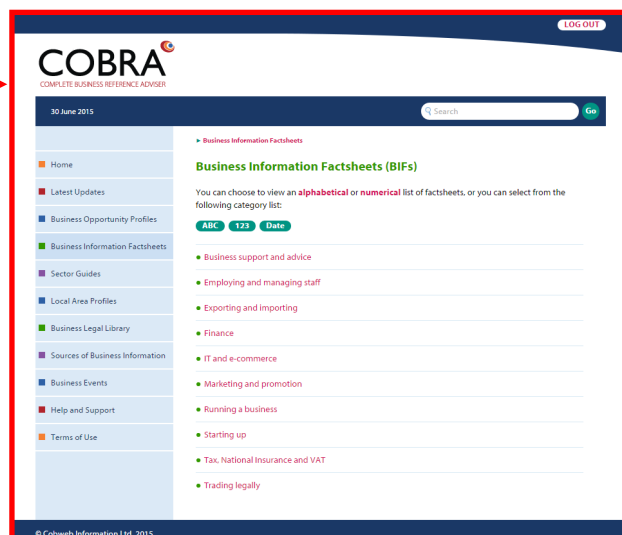 LOG OUT
COBRA
COMPLETE BUSINESS REFERENCE ADVISER
30 June 2015
Search
Go
Business Information Factsheets
Home
Latest Updates
Business Opportunity Profiles
Business Information Factsheets
Sector Guides
Local Area Profiles
Business Legal Library
Sources of Business Information
Business Events
Help and Support
Terms of Use
Business Information Factsheets (BIFs)
You can choose to view an alphabetical or numerical list of factsheets, or you can select from the
following category list:
ABC 123 Date
Business support and advice
Employing and managing staff
Exporting and importing
Finance
IT and e-commerce
Marketing and promotion
Running a business
Starting up
Tax, National Insurance and VAT
Trading legally
© Cobweb Information Ltd, 2015